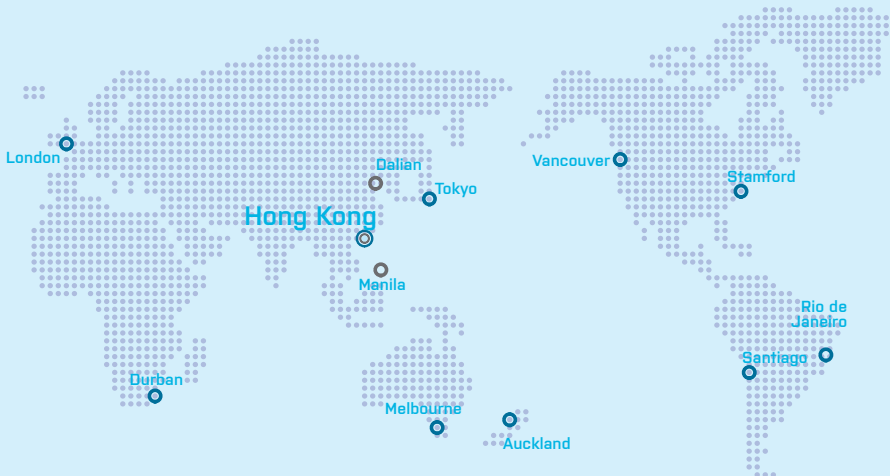 London
Dalian
Vancouver
Stamford
Tokyo
Hong Kong
Manila
Rio de
Janeiro
Santiago
Durban
Melbourne
Auckland